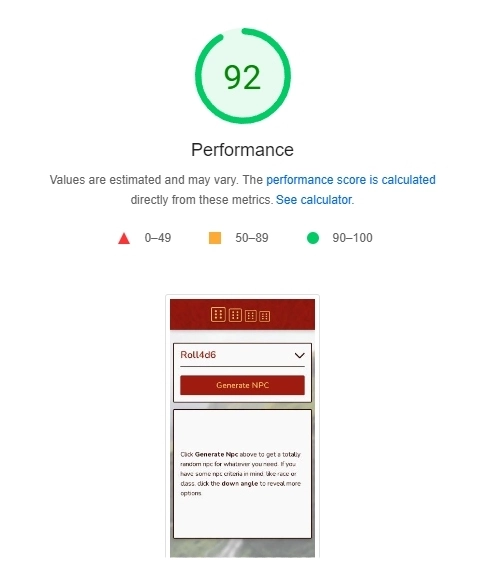 92
Performance
Values are estimated and may vary. The performance score is calculated
directly from these metrics. See calculator.
0–49 50–89 90–100
Roll4d6
Generate NPC
Click Generate Npc above to get a totally
random npc for whatever you need. If you
have some npc criteria in mind, like race or
class, click the down angle to reveal more
options.